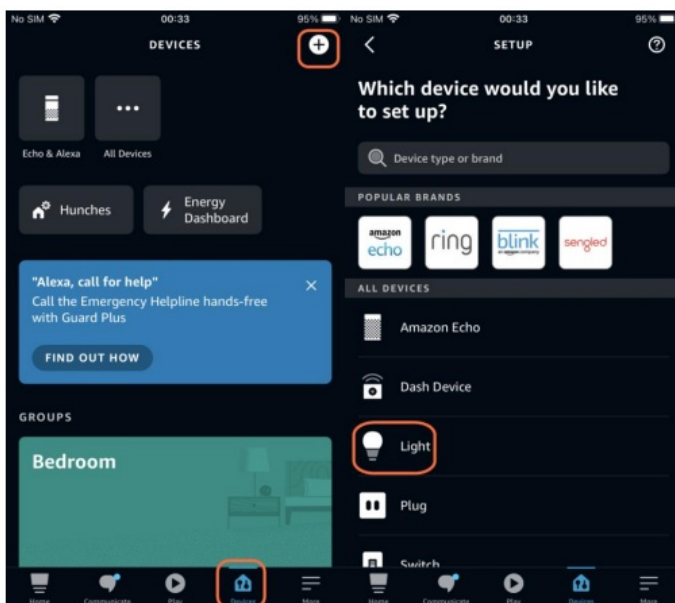 No SIM 00:33 95%
DEVICES
Echo & Alexa All Devices
Hunches
Energy
Dashboard
"Alexa, call for help"
Call the Emergency Helpline hands-free
with Guard Plus
FIND OUT HOW
GROUPS
Bedroom
Home Communicate Play Devices More
No SIM 00:33 95%
SETUP
Which device would you like
to set up?
Device type or brand
POPULAR BRANDS
amazon
echo
ring
blink
an amazon company
sengled
ALL DEVICES
Amazon Echo
Dash Device
Light
Plug
Switch
Home Communicate Play Devices More